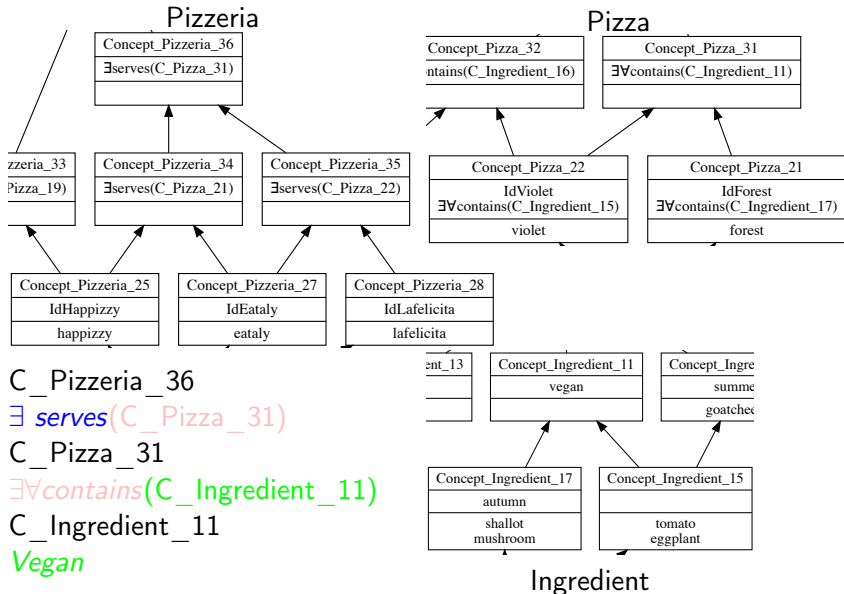 Pizzeria
Concept_Pizzeria_36
∃serves(C_Pizza_31)
zzeria_33
Pizza_19)
Concept_Pizzeria_34
∃serves(C_Pizza_21)
Concept_Pizzeria_35
∃serves(C_Pizza_22)
Concept_Pizzeria_25
IdHappizzy
happizzy
Concept_Pizzeria_27
IdEataly
eataly
Concept_Pizzeria_28
IdLafelicita
lafelicita
Pizza
Concept_Pizza_32
ontains(C_Ingredient_16)
Concept_Pizza_31
∃∀contains(C_Ingredient_11)
Concept_Pizza_22
IdViolet
∃∀contains(C_Ingredient_15)
violet
Concept_Pizza_21
IdForest
∃∀contains(C_Ingredient_17)
forest
C_Pizzeria_36
∃ serves(C_Pizza_31)
C_Pizza_31
∃∀contains(C_Ingredient_11)
C_Ingredient_11
Vegan
ent_13
Concept_Ingredient_11
vegan
Concept_Ingre
summe
goatchee
Concept_Ingredient_17
autumn
shallot
mushroom
Concept_Ingredient_15
tomato
eggplant
Ingredient